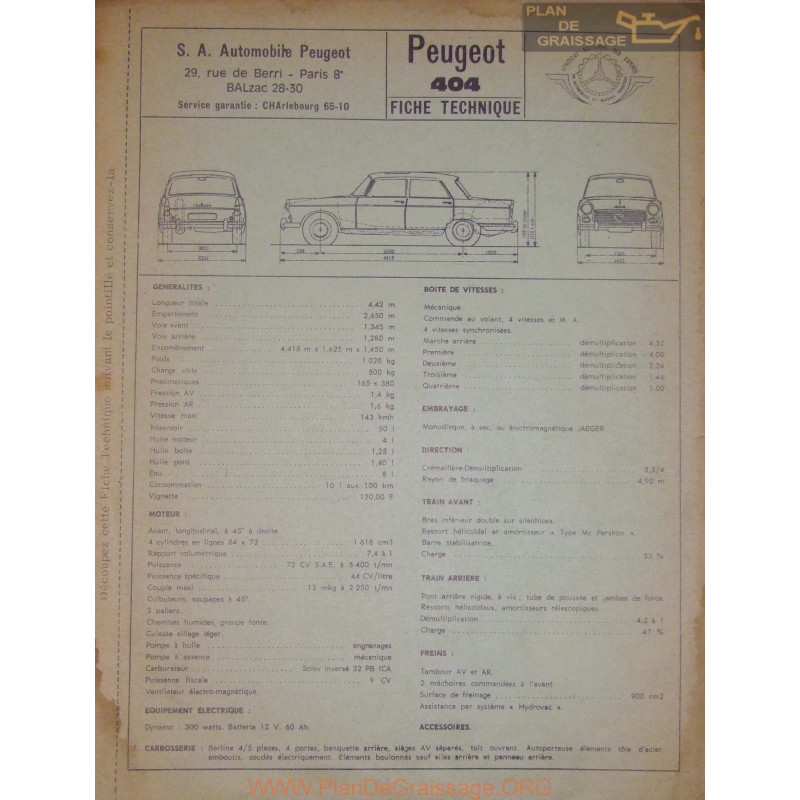 PLAN
DE
GRAISSAGE
S. A. Automobile Peugeot
29, rue de Berri - Paris 8e
BALzac 28-30
Service garantie : CHArlebourg 65-10
Peugeot
404
FICHE TECHNIQUE
Découpez cette Fiche Technique suivant le pointillé et conservez-la
GENERALITES :
Longueur totale 4,42 m
Empattement 2,650 m
Voie avant 1,345 m
Voie arrière 1,280 m
Encombrement 4,418 m x 1,625 m x 1,450 m
Poids 1 020 kg
Charge utile 500 kg
Pneumatiques 165 x 380
Pression AV 1,4 kg
Pression AR 1,6 kg
Vitesse maxi 143 kmh
Réservoir 50 l
Huile moteur 4 l
Huile boîte 1,25 l
Huile pont 1,40 l
Eau 8 l
Consommation 10 l aux 100 km
Vignette 120,00 F
MOTEUR :
Avant, longitudinal, à 45° à droite
4 cylindres en lignes 84 x 73 1 618 cm3
Rapport volumétrique 7,4 à 1
Puissance 72 CV S.A.E. à 5 400 t/mn
Puissance spécifique 44 CV/litre
Couple maxi 13 mkg à 2 250 t/mn
Culbuteurs, soupapes à 45°.
3 paliers.
Chemises humides, groupe fonte.
Culasse alliage léger.
Pompe à huile engrenages
Pompe à essence mécanique
Carburateur Solex inversé 32 PB ICA
Puissance fiscale 9 CV
Ventilateur électro-magnétique.
EQUIPEMENT ELECTRIQUE :
Dynamo : 300 watts. Batterie 12 V. 60 Ah.
BOITE DE VITESSES :
Mécanique.
Commande au volant, 4 vitesses et M. A.
4 vitesses synchronisées.
Marche arrière démultiplication : 4,32
Première démultiplication : 4,00
Deuxième démultiplication : 2,24
Troisième démultiplication : 1,44
Quatrième démultiplication : 1,00
EMBRAYAGE :
Monodisque, à sec, ou électromagnétique JAEGER.
DIRECTION
Crémaillère-Démultiplication 3,3/4
Rayon de braquage 4,90 m
TRAIN AVANT :
Bras inférieur double sur silenblocs.
Ressort hélicoïdal et amortisseur « Type Mc Pershon ».
Barre stabilisatrice.
Charge 53 %
TRAIN ARRIERE :
Pont arrière rigide, à vis ; tube de poussée et jambes de force.
Ressorts hélicoïdaux, amortisseurs télescopiques.
Démultiplication 4,2 à 1
Charge 47 %
FREINS :
Tambour AV et AR.
2 mâchoires commandées à l'avant.
Surface de freinage 900 cm2
Assistance par système « Hydrovac ».
ACCESSOIRES.
CARROSSERIE : Berline 4/5 places, 4 portes, banquette arrière, sièges AV séparés, toit ouvrant. Autoporteuse éléments tôle d'acier
emboutis, soudés électriquement. Eléments boulonnés sauf ailes arrière et panneau arrière.
www.PlanDeGraissage.ORG